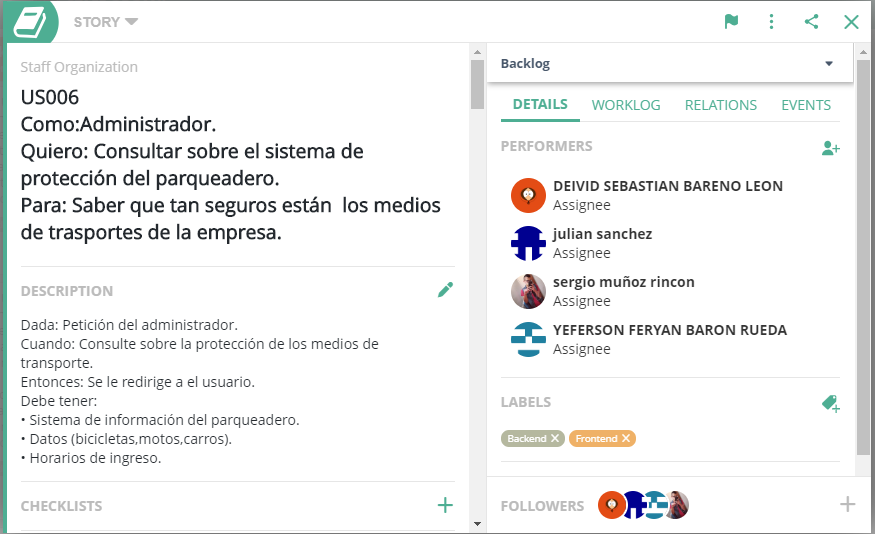 STORY
Staff Organization
US006
Como:Administrador.
Quiero: Consultar sobre el sistema de
protección del parqueadero.
Para: Saber que tan seguros están  los medios
de trasportes de la empresa.
DESCRIPTION
Dada: Petición del administrador.
Cuando: Consulte sobre la protección de los medios de
transporte.
Entonces: Se le redirige a el usuario.
Debe tener:
• Sistema de información del parqueadero.
• Datos (bicicletas,motos,carros).
• Horarios de ingreso.
CHECKLISTS
Backlog
DETAILS WORKLOG RELATIONS EVENTS
PERFORMERS
DEIVID SEBASTIAN BARENO LEON
Assignee
julian sanchez
Assignee
sergio muñoz rincon
Assignee
YEFERSON FERYAN BARON RUEDA
Assignee
LABELS
Backend Frontend
FOLLOWERS